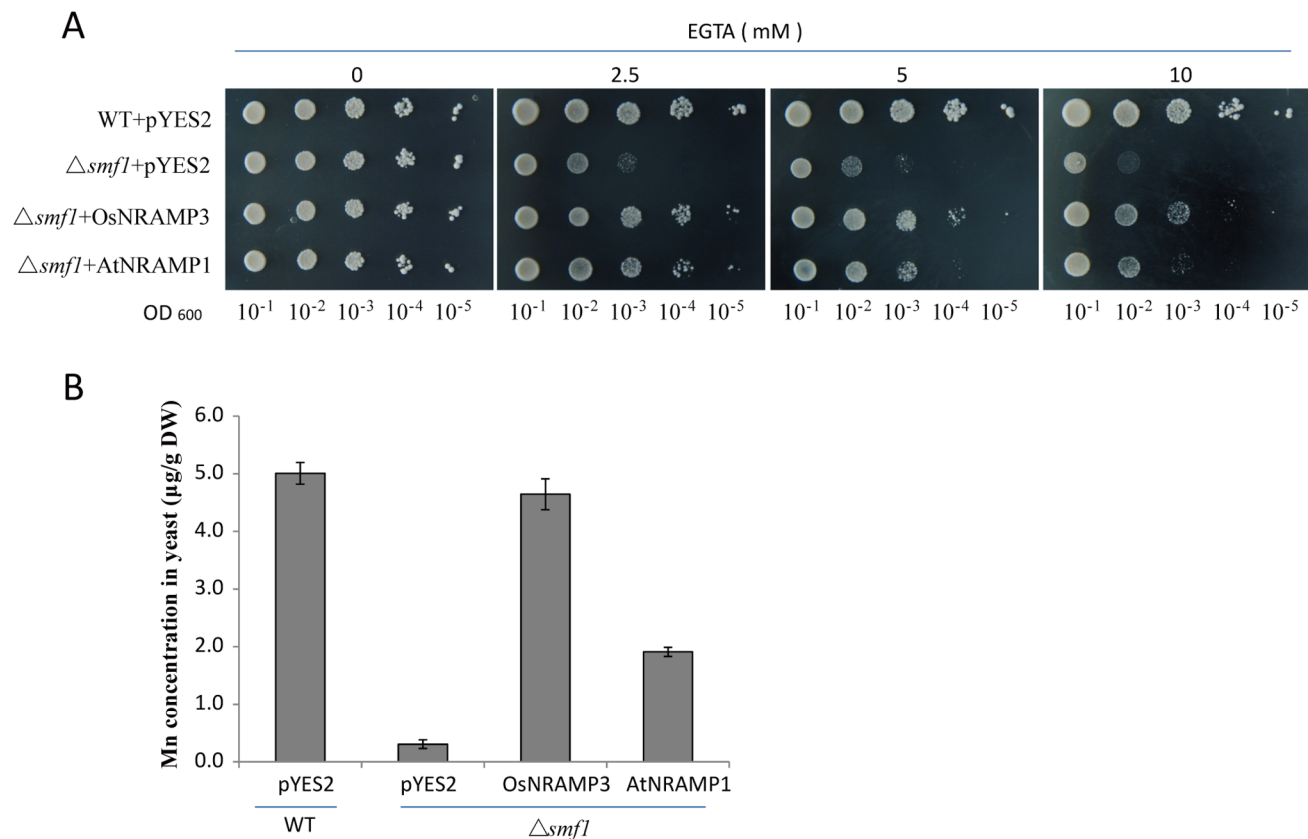 A
EGTA ( mM )
0 2.5 5 10
WT+pYES2
△smf1+pYES2
△smf1+OsNRAMP3
△smf1+AtNRAMP1
OD 600 10-1 10-2 10-3 10-4 10-5 10-1 10-2 10-3 10-4 10-5 10-1 10-2 10-3 10-4 10-5 10-1 10-2 10-3 10-4 10-5
B
Mn concentration in yeast (µg/g DW)
6.0
5.0
4.0
3.0
2.0
1.0
0.0
pYES2 pYES2 OsNRAMP3 AtNRAMP1
WT △smf1